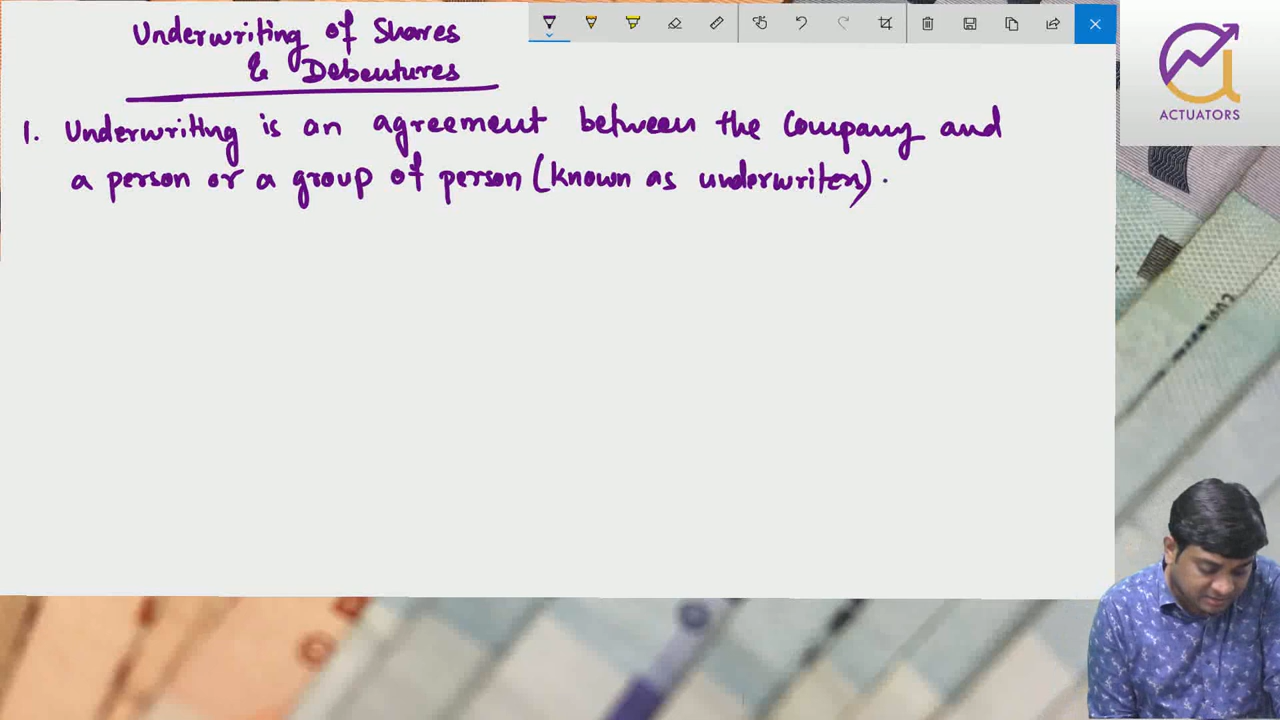 Underwriting of Shares
& Debentures
1. Underwriting is an agreement between the Company and
a person or a group of person (known as underwriters).
ACTUATORS